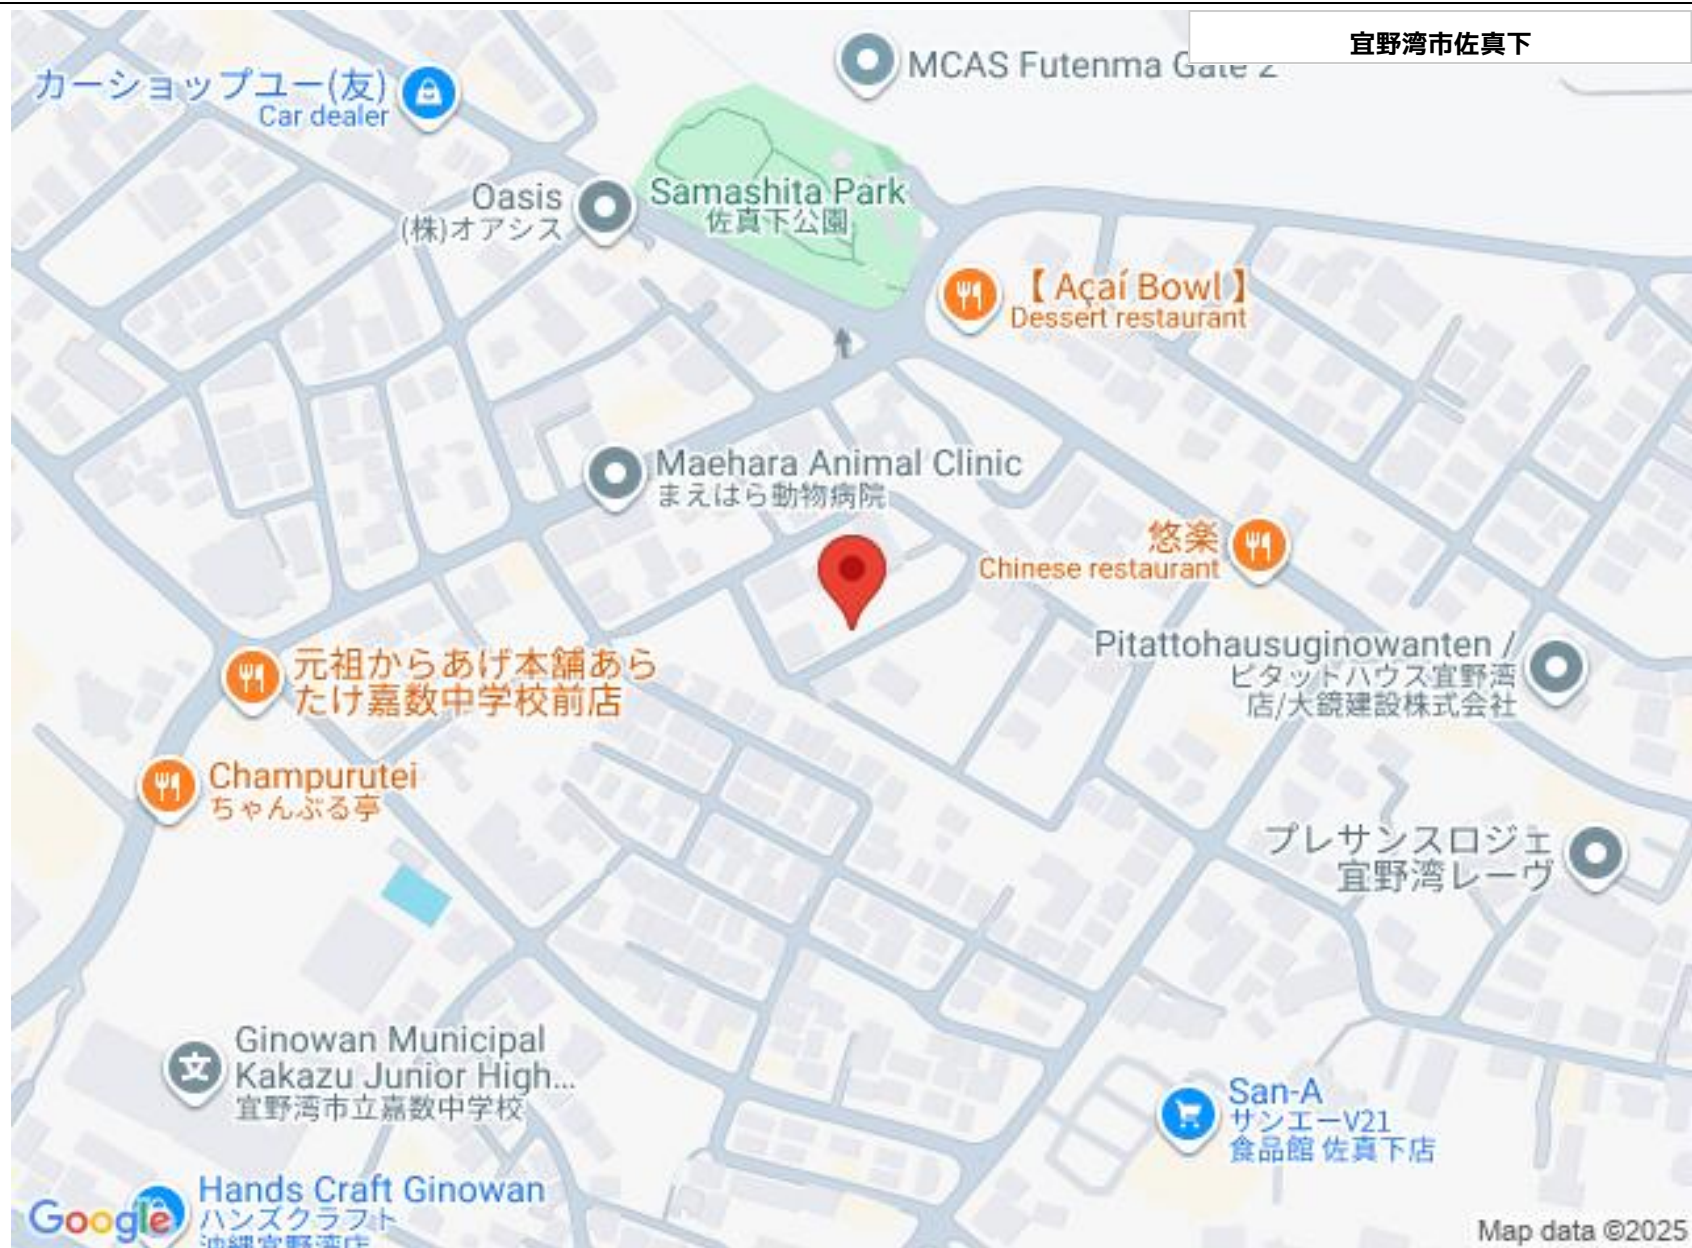 宜野湾市佐真下
MCAS Futenma Gate 2
カーショップユー(友)
Car dealer
Oasis
(株)オアシス
Samashita Park
佐真下公園
【 Açaí Bowl 】
Dessert restaurant
Maehara Animal Clinic
まえはら動物病院
悠楽
Chinese restaurant
Pitattohausuginowanten /
ピタットハウス宜野湾
店/大鏡建設株式会社
元祖からあげ本舗あら
たけ嘉数中学校前店
Champurutei
ちゃんぷる亭
プレサンスロジェ
宜野湾レーヴ
Ginowan Municipal
Kakazu Junior High...
宜野湾市立嘉数中学校
San-A
サンエーV21
食品館 佐真下店
Hands Craft Ginowan
ハンズクラフト
沖縄宜野湾店
Google
Map data ©2025